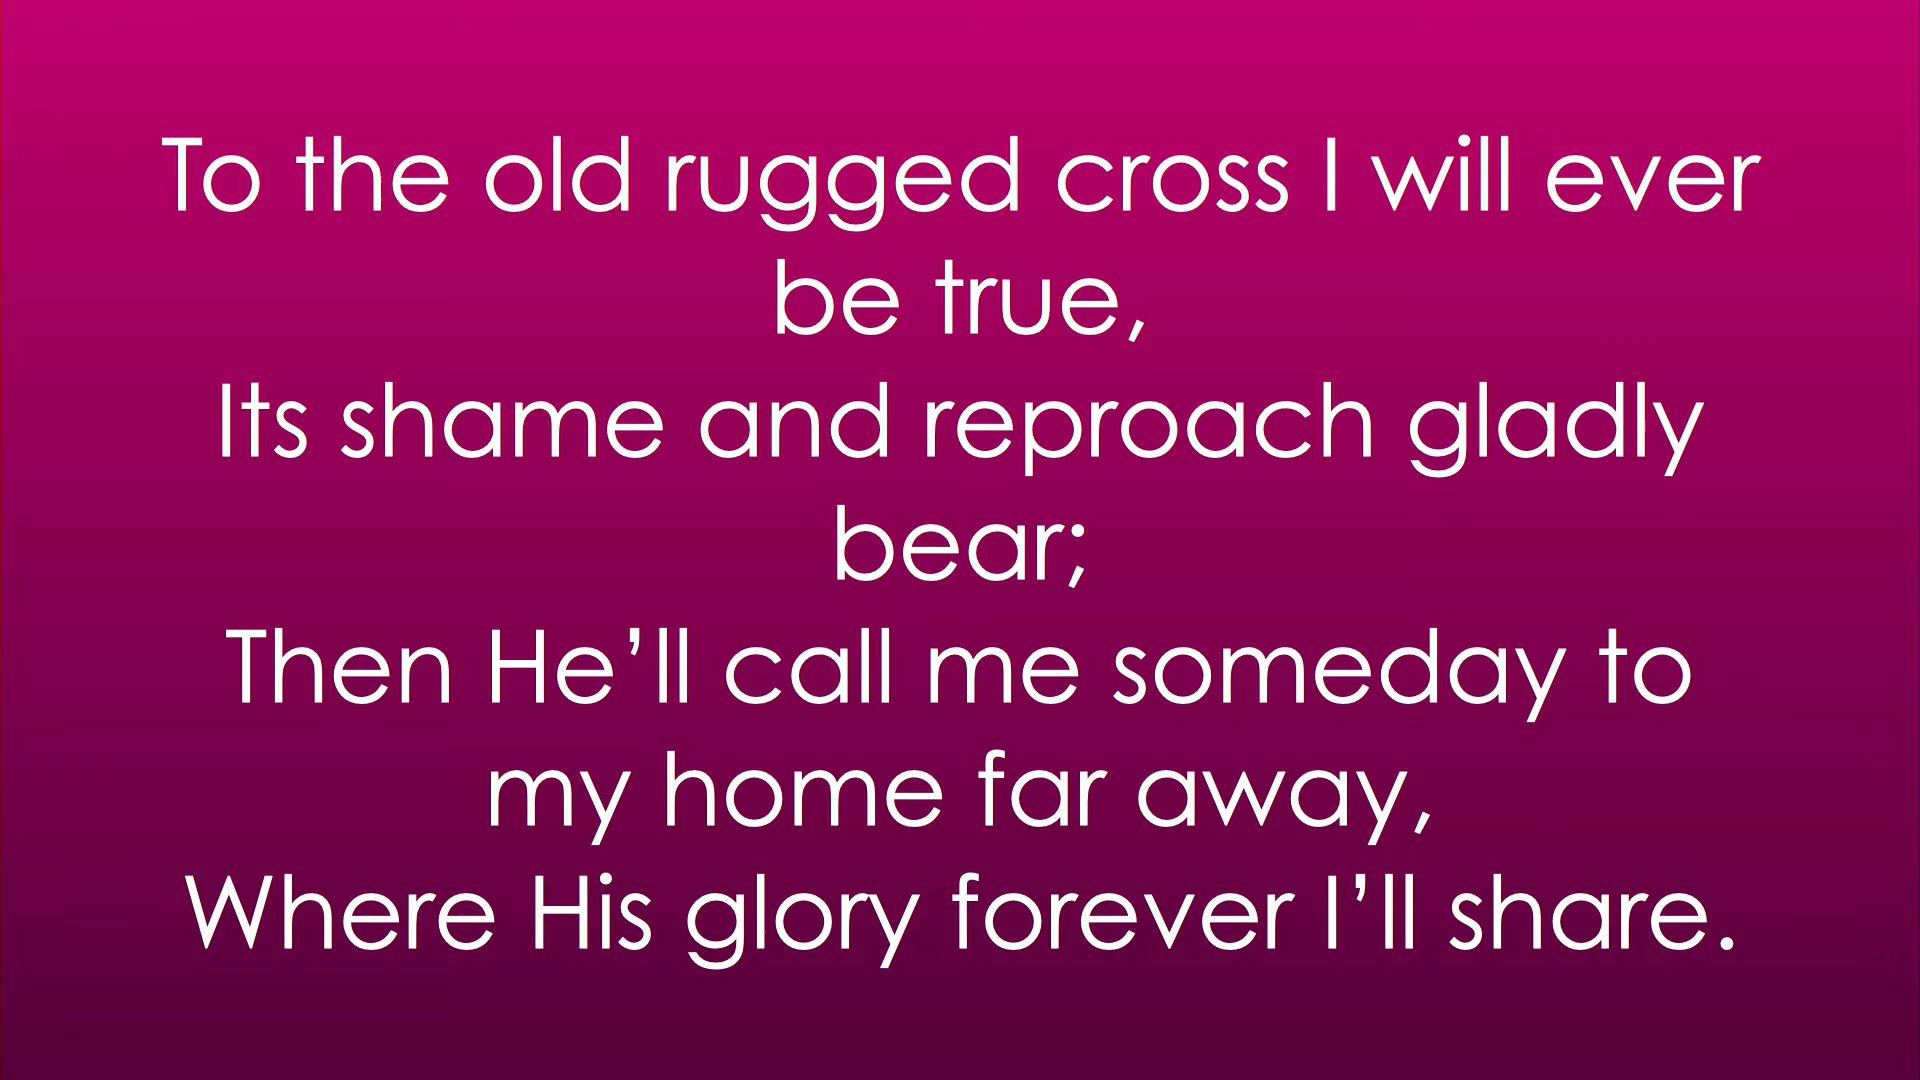 To the old rugged cross I will ever
be true,
Its shame and reproach gladly
bear;
Then He’ll call me someday to
my home far away,
Where His glory forever I’ll share.